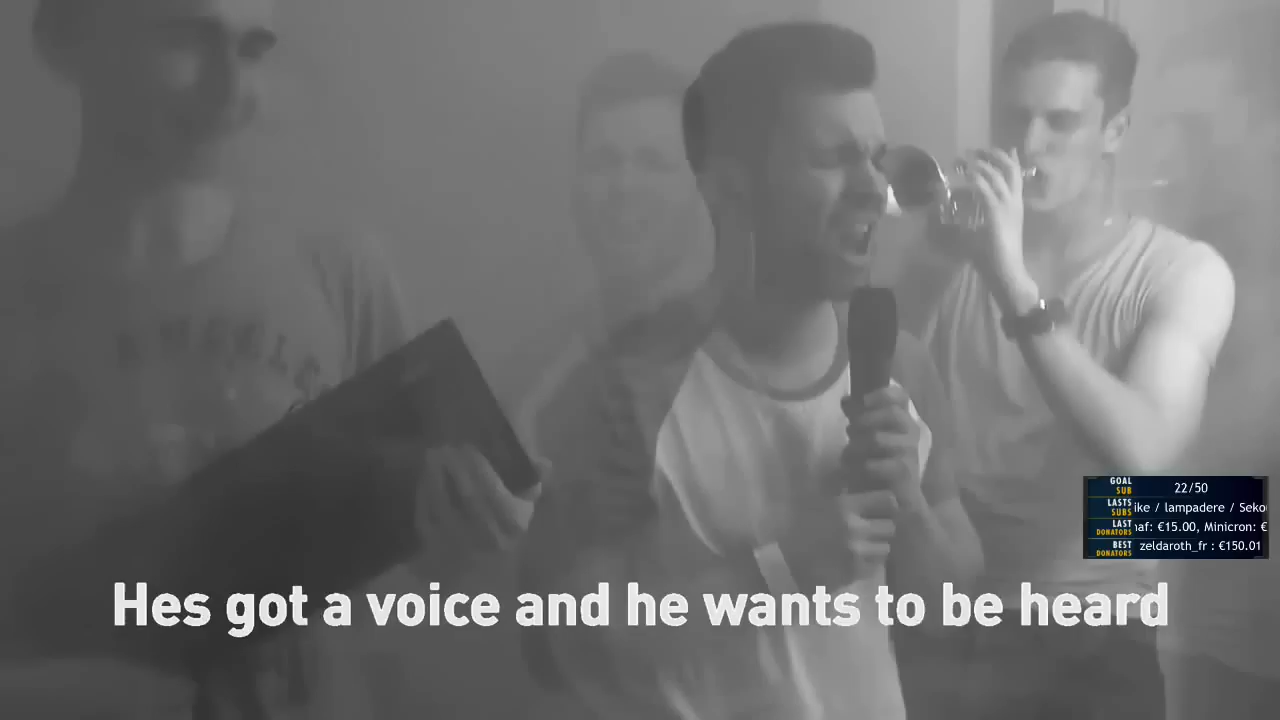 GOAL
SUB
22/50
LASTS
SUBS
ike / lampadere / Seko
LAST
DONATORS
naf: €15.00, Minicron: €
BEST
DONATORS
zeldaroth_fr : €150.01
Hes got a voice and he wants to be heard